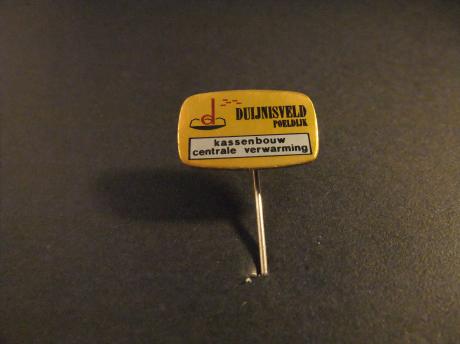 d
DUIJNISVELD
POELDIJK
kassenbouw
centrale verwarming